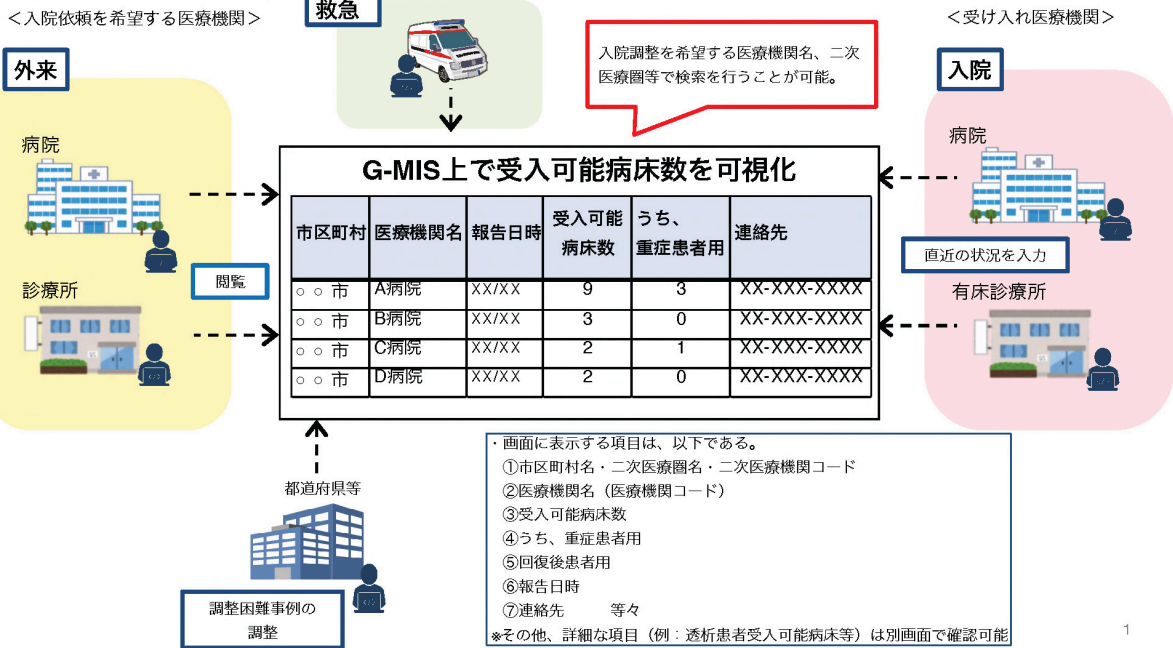 ＜入院依頼を希望する医療機関＞
救急
＜受け入れ医療機関＞
外来
入院調整を希望する医療機関名、二次
医療圏等で検索を行うことが可能。
入院
病院
診療所
閲覧
G-MIS上で受入可能病床数を可視化
市区町村 医療機関名 報告日時 受入可能病床数 うち、重症患者用 連絡先
○○市 A病院 XX/XX 9 3 XX-XXX-XXXX
○○市 B病院 XX/XX 3 0 XX-XXX-XXXX
○○市 C病院 XX/XX 2 1 XX-XXX-XXXX
○○市 D病院 XX/XX 2 0 XX-XXX-XXXX
病院
直近の状況を入力
有床診療所
都道府県等
調整困難事例の
調整
・画面に表示する項目は、以下である。
①市区町村名・二次医療圏名・二次医療機関コード
②医療機関名（医療機関コード）
③受入可能病床数
④うち、重症患者用
⑤回復後患者用
⑥報告日時
⑦連絡先　　等々
※その他、詳細な項目（例：透析患者受入可能病床等）は別画面で確認可能
1